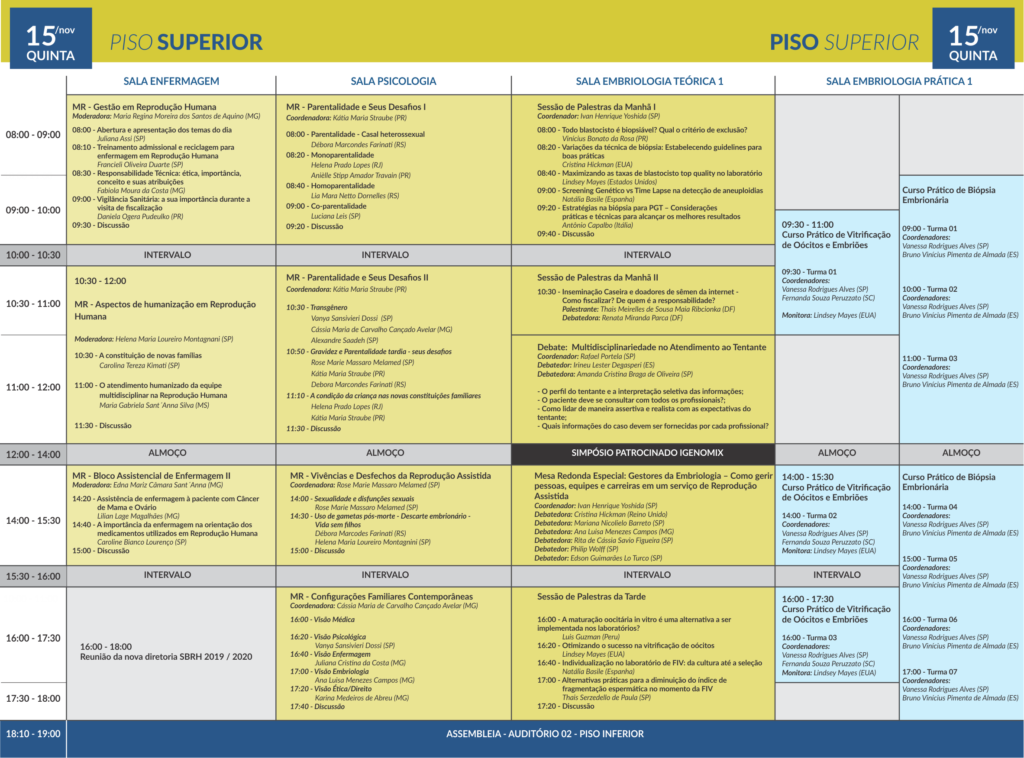 15/nov
QUINTA
PISO SUPERIOR
PISO SUPERIOR
15/nov
QUINTA
SALA ENFERMAGEM
SALA PSICOLOGIA
SALA EMBRIOLOGIA TEÓRICA 1
SALA EMBRIOLOGIA PRÁTICA 1
08:00 - 09:00
09:00 - 10:00
10:00 - 10:30
10:30 - 11:00
11:00 - 12:00
12:00 - 14:00
14:00 - 15:30
15:30 - 16:00
16:00 - 17:30
17:30 - 18:00
18:10 - 19:00
MR - Gestão em Reprodução Humana
Moderadora: Maria Regina Moreira dos Santos de Aquino (MG)
08:00 - Abertura e apresentação dos temas do dia
Juliana Assi (SP)
08:10 - Treinamento admissional e reciclagem para
enfermagem em Reprodução Humana
Francieli Oliveira Duarte (SP)
08:30 - Responsabilidade Técnica: ética, importância,
conceito e suas atribuições
Fabiola Moura da Costa (MG)
09:00 - Vigilância Sanitária: a sua importância durante a
visita de fiscalização
Daniela Ogera Pudeulko (PR)
09:30 - Discussão
INTERVALO
10:30 - 12:00
MR - Aspectos de humanização em Reprodução
Humana
Moderadora: Helena Maria Loureiro Montagnani (SP)
10:30 - A constituição de novas famílias
Carolina Tereza Kimati (SP)
11:00 - O atendimento humanizado da equipe
multidisciplinar na Reprodução Humana
Maria Gabriela Sant´Anna Silva (MS)
11:30 - Discussão
ALMOÇO
MR - Bloco Assistencial de Enfermagem II
Moderadora: Edna Mariz Câmara Sant´Anna (MG)
14:20 - Assistência de enfermagem à paciente com Câncer
de Mama e Ovário
Lilian Lage Magalhães (MG)
14:40 - A importância da enfermagem na orientação dos
medicamentos utilizados em Reprodução Humana
Caroline Bianco Lourenço (SP)
15:00 - Discussão
INTERVALO
16:00 - 18:00
Reunião da nova diretoria SBRH 2019 / 2020
MR - Parentalidade e Seus Desafios I
Coordenadora: Kátia Maria Straube (PR)
08:00 - Parentalidade - Casal heterossexual
Débora Marcondes Farinati (RS)
08:20 - Monoparentalidade
Helena Prado Lopes (RJ)
Anièlle Stipp Amador Travain (PR)
08:40 - Homoparentalidade
Lia Mara Netto Dornelles (RS)
09:00 - Co-parentalidade
Luciana Leis (SP)
09:20 - Discussão
INTERVALO
MR - Parentalidade e Seus Desafios II
Coordenadora: Kátia Maria Straube (PR)
10:30 - Transgênero
Vanya Sansivieri Dossi (SP)
Cássia Maria de Carvalho Cançado Avelar (MG)
Alexandre Saadeh (SP)
10:50 - Gravidez e Parentalidade tardia - seus desafios
Rose Marie Massaro Melamed (SP)
Kátia Maria Straube (PR)
Debora Marcondes Farinati (RS)
11:10 - A condição da criança nas novas constituições familiares
Helena Prado Lopes (RJ)
Kátia Maria Straube (PR)
11:30 - Discussão
ALMOÇO
MR - Vivências e Desfechos da Reprodução Assistida
Coordenadora: Rose Marie Massaro Melamed (SP)
14:00 - Sexualidade e disfunções sexuais
Rose Marie Massaro Melamed (SP)
14:30 - Uso de gametas pós-morte - Descarte embrionário -
Vida sem filhos
Débora Marcondes Farinati (RS)
Helena Maria Loureiro Montagnini (SP)
15:00 - Discussão
INTERVALO
MR - Configurações Familiares Contemporâneas
Coordenadora: Cássia Maria de Carvalho Cançado Avelar (MG)
16:00 - Visão Médica
16:20 - Visão Psicológica
Vanya Sansivieri Dossi (SP)
16:40 - Visão Enfermagem
Juliana Cristina da Costa (MG)
17:00 - Visão Embriologia
Ana Luisa Menezes Campos (MG)
17:20 - Visão Ética/Direito
Karina Medeiros de Abreu (MG)
17:40 - Discussão
Sessão de Palestras da Manhã I
Coordenador: Ivan Henrique Yoshida (SP)
08:00 - Todo blastocisto é biopsiável? Qual o critério de exclusão?
Vinicius Bonato da Rosa (PR)
08:20 - Variações da técnica de biópsia: Estabelecendo guidelines para
boas práticas
Cristina Hickman (EUA)
08:40 - Maximizando as taxas de blastocisto top quality no laboratório
Lindsey Mayes (Estados Unidos)
09:00 - Screening Genético vs Time Lapse na detecção de aneuploidias
Natália Basile (Espanha)
09:20 - Estratégias na biópsia para PGT – Considerações
práticas e técnicas para alcançar os melhores resultados
Antônio Capalbo (Itália)
09:40 - Discussão
INTERVALO
Sessão de Palestras da Manhã II
10:30 - Inseminação Caseira e doadores de sêmen da internet -
Como fiscalizar? De quem é a responsabilidade?
Palestrante: Thaís Meirelles de Sousa Maia Ribcionka (DF)
Debatedora: Renata Miranda Parca (DF)
Debate: Multidisciplinariedade no Atendimento ao Tentante
Coordenador: Rafael Portela (SP)
Debatedor: Irineu Lester Degasperi (ES)
Debatedora: Amanda Cristina Braga de Oliveira (SP)
- O perfil do tentante e a interpretação seletiva das informações;
- O paciente deve se consultar com todos os profissionais?;
- Como lidar de maneira assertiva e realista com as expectativas do
tentante;
- Quais informações do caso devem ser fornecidas por cada profissional?
SIMPÓSIO PATROCINADO IGENOMIX
Mesa Redonda Especial: Gestores da Embriologia – Como gerir
pessoas, equipes e carreiras em um serviço de Reprodução
Assistida
Coordenador: Ivan Henrique Yoshida (SP)
Debatedora: Cristina Hickman (Reino Unido)
Debatedora: Mariana Nicolielo Barreto (SP)
Debatedora: Ana Luisa Menezes Campos (MG)
Debatedora: Rita de Cássia Savio Figueira (SP)
Debatedor: Philip Wolff (SP)
Debatedor: Edson Guimarães Lo Turco (SP)
INTERVALO
Sessão de Palestras da Tarde
16:00 - A maturação oocitária in vitro é uma alternativa a ser
implementada nos laboratórios?
Luis Guzman (Peru)
16:20 - Otimizando o sucesso na vitrificação de oócitos
Lindsey Mayes (EUA)
16:40 - Individualização no laboratório de FIV: da cultura até a seleção
Natália Basile (Espanha)
17:00 - Alternativas práticas para a diminuição do índice de
fragmentação espermática no momento da FIV
Thaís Serzedello de Paula (SP)
17:20 - Discussão
09:30 - 11:00
Curso Prático de Vitrificação
de Oócitos e Embriões
09:30 - Turma 01
Coordenadores:
Vanessa Rodrigues Alves (SP)
Fernanda Souza Peruzzato (SC)
Monitora: Lindsey Mayes (EUA)
ALMOÇO
14:00 - 15:30
Curso Prático de Vitrificação
de Oócitos e Embriões
14:00 - Turma 02
Coordenadores:
Vanessa Rodrigues Alves (SP)
Fernanda Souza Peruzzato (SC)
Monitora: Lindsey Mayes (EUA)
INTERVALO
16:00 - 17:30
Curso Prático de Vitrificação
de Oócitos e Embriões
16:00 - Turma 03
Coordenadores:
Vanessa Rodrigues Alves (SP)
Fernanda Souza Peruzzato (SC)
Monitora: Lindsey Mayes (EUA)
Curso Prático de Biópsia
Embrionária
09:00 - Turma 01
Coordenadores:
Vanessa Rodrigues Alves (SP)
Bruno Vinicius Pimenta de Almada (ES)
10:00 - Turma 02
Coordenadores:
Vanessa Rodrigues Alves (SP)
Bruno Vinicius Pimenta de Almada (ES)
11:00 - Turma 03
Coordenadores:
Vanessa Rodrigues Alves (SP)
Bruno Vinicius Pimenta de Almada (ES)
ALMOÇO
Curso Prático de Biópsia
Embrionária
14:00 - Turma 04
Coordenadores:
Vanessa Rodrigues Alves (SP)
Bruno Vinicius Pimenta de Almada (ES)
15:00 - Turma 05
Coordenadores:
Vanessa Rodrigues Alves (SP)
Bruno Vinicius Pimenta de Almada (ES)
16:00 - Turma 06
Coordenadores:
Vanessa Rodrigues Alves (SP)
Bruno Vinicius Pimenta de Almada (ES)
17:00 - Turma 07
Coordenadores:
Vanessa Rodrigues Alves (SP)
Bruno Vinicius Pimenta de Almada (ES)
ASSEMBLEIA - AUDITÓRIO 02 - PISO INFERIOR